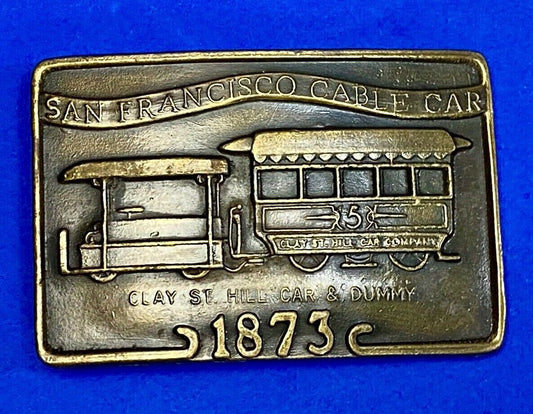 SAN FRANCISCO CABLE CAR
5
CLAY ST. HILL CAR COMPANY
CLAY ST HILL CAR & DUMMY
1873